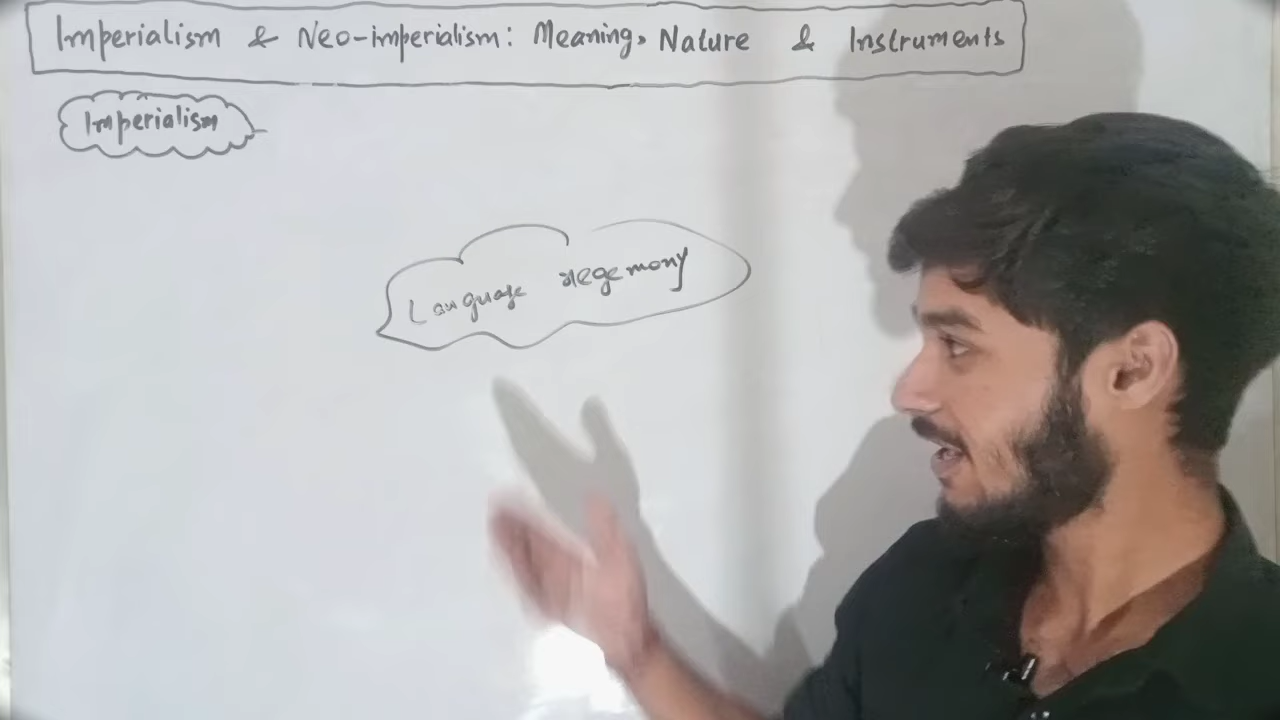 Imperialism & Neo-imperialism: Meaning, Nature & Instruments
Imperialism
Language Hegemony